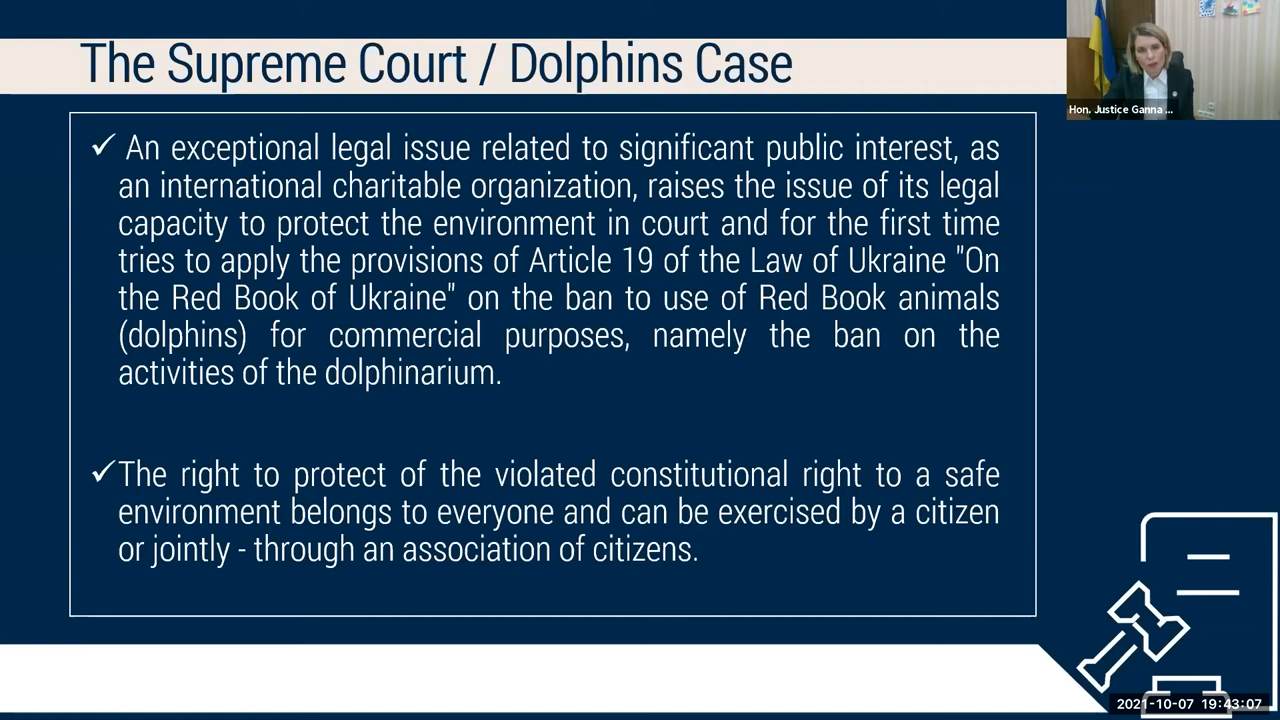 The Supreme Court / Dolphins Case
Hon. Justice Ganna ...
✓ An exceptional legal issue related to significant public interest, as
an international charitable organization, raises the issue of its legal
capacity to protect the environment in court and for the first time
tries to apply the provisions of Article 19 of the Law of Ukraine "On
the Red Book of Ukraine" on the ban to use of Red Book animals
(dolphins) for commercial purposes, namely the ban on the
activities of the dolphinarium.
✓The right to protect of the violated constitutional right to a safe
environment belongs to everyone and can be exercised by a citizen
or jointly - through an association of citizens.
2021-10-07 19:43:07